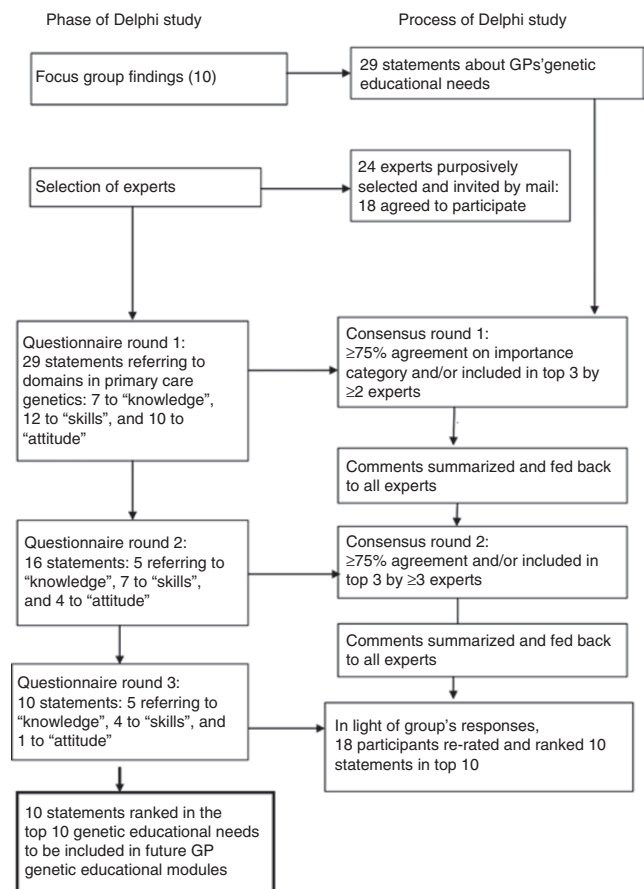 Phase of Delphi study
Process of Delphi study
Focus group findings (10)
29 statements about GPs'genetic
educational needs
Selection of experts
24 experts purposively
selected and invited by mail:
18 agreed to participate
Questionnaire round 1:
29 statements referring to
domains in primary care
genetics: 7 to “knowledge”,
12 to “skills”, and 10 to
“attitude”
Consensus round 1:
≥75% agreement on importance
category and/or included in top 3 by
≥2 experts
Comments summarized and fed back
to all experts
Questionnaire round 2:
16 statements: 5 referring to
“knowledge”, 7 to “skills”,
and 4 to “attitude”
Consensus round 2:
≥75% agreement and/or included in
top 3 by ≥3 experts
Comments summarized and fed back
to all experts
Questionnaire round 3:
10 statements: 5 referring to
“knowledge”, 4 to “skills”, and
1 to “attitude”
In light of group's responses,
18 participants re-rated and ranked 10
statements in top 10
10 statements ranked in the
top 10 genetic educational needs
to be included in future GP
genetic educational modules